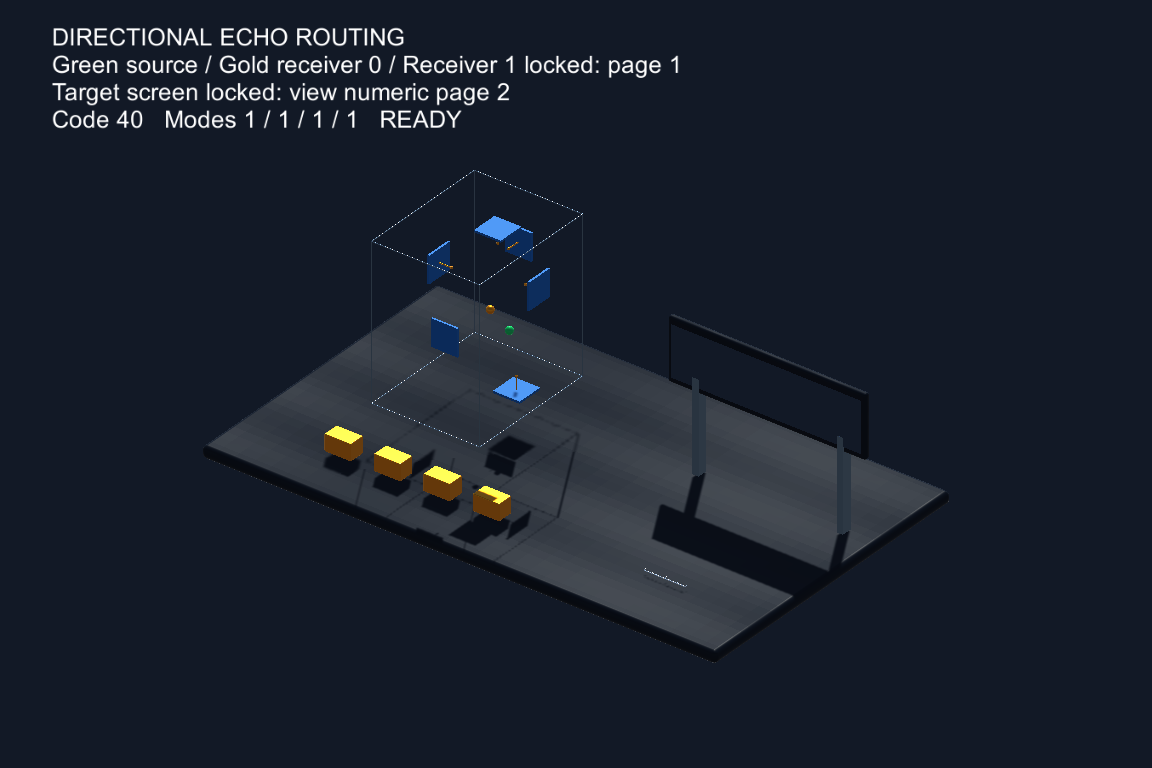 DIRECTIONAL ECHO ROUTING
Green source / Gold receiver 0 / Receiver 1 locked: page 1
Target screen locked: view numeric page 2
Code 40   Modes 1 / 1 / 1 / 1   READY